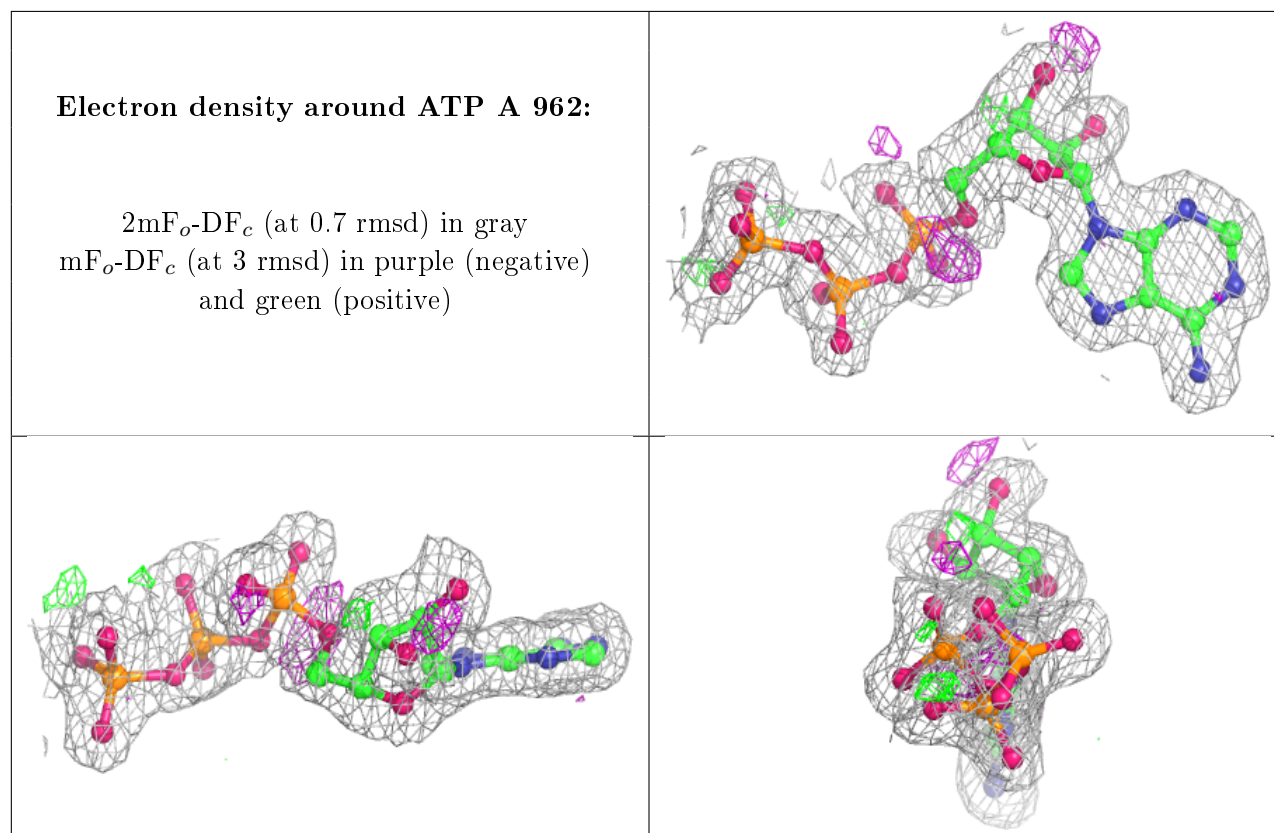 Electron density around ATP A 962:
2mFₒ-DF𝒸 (at 0.7 rmsd) in gray
mFₒ-DF𝒸 (at 3 rmsd) in purple (negative)
and green (positive)